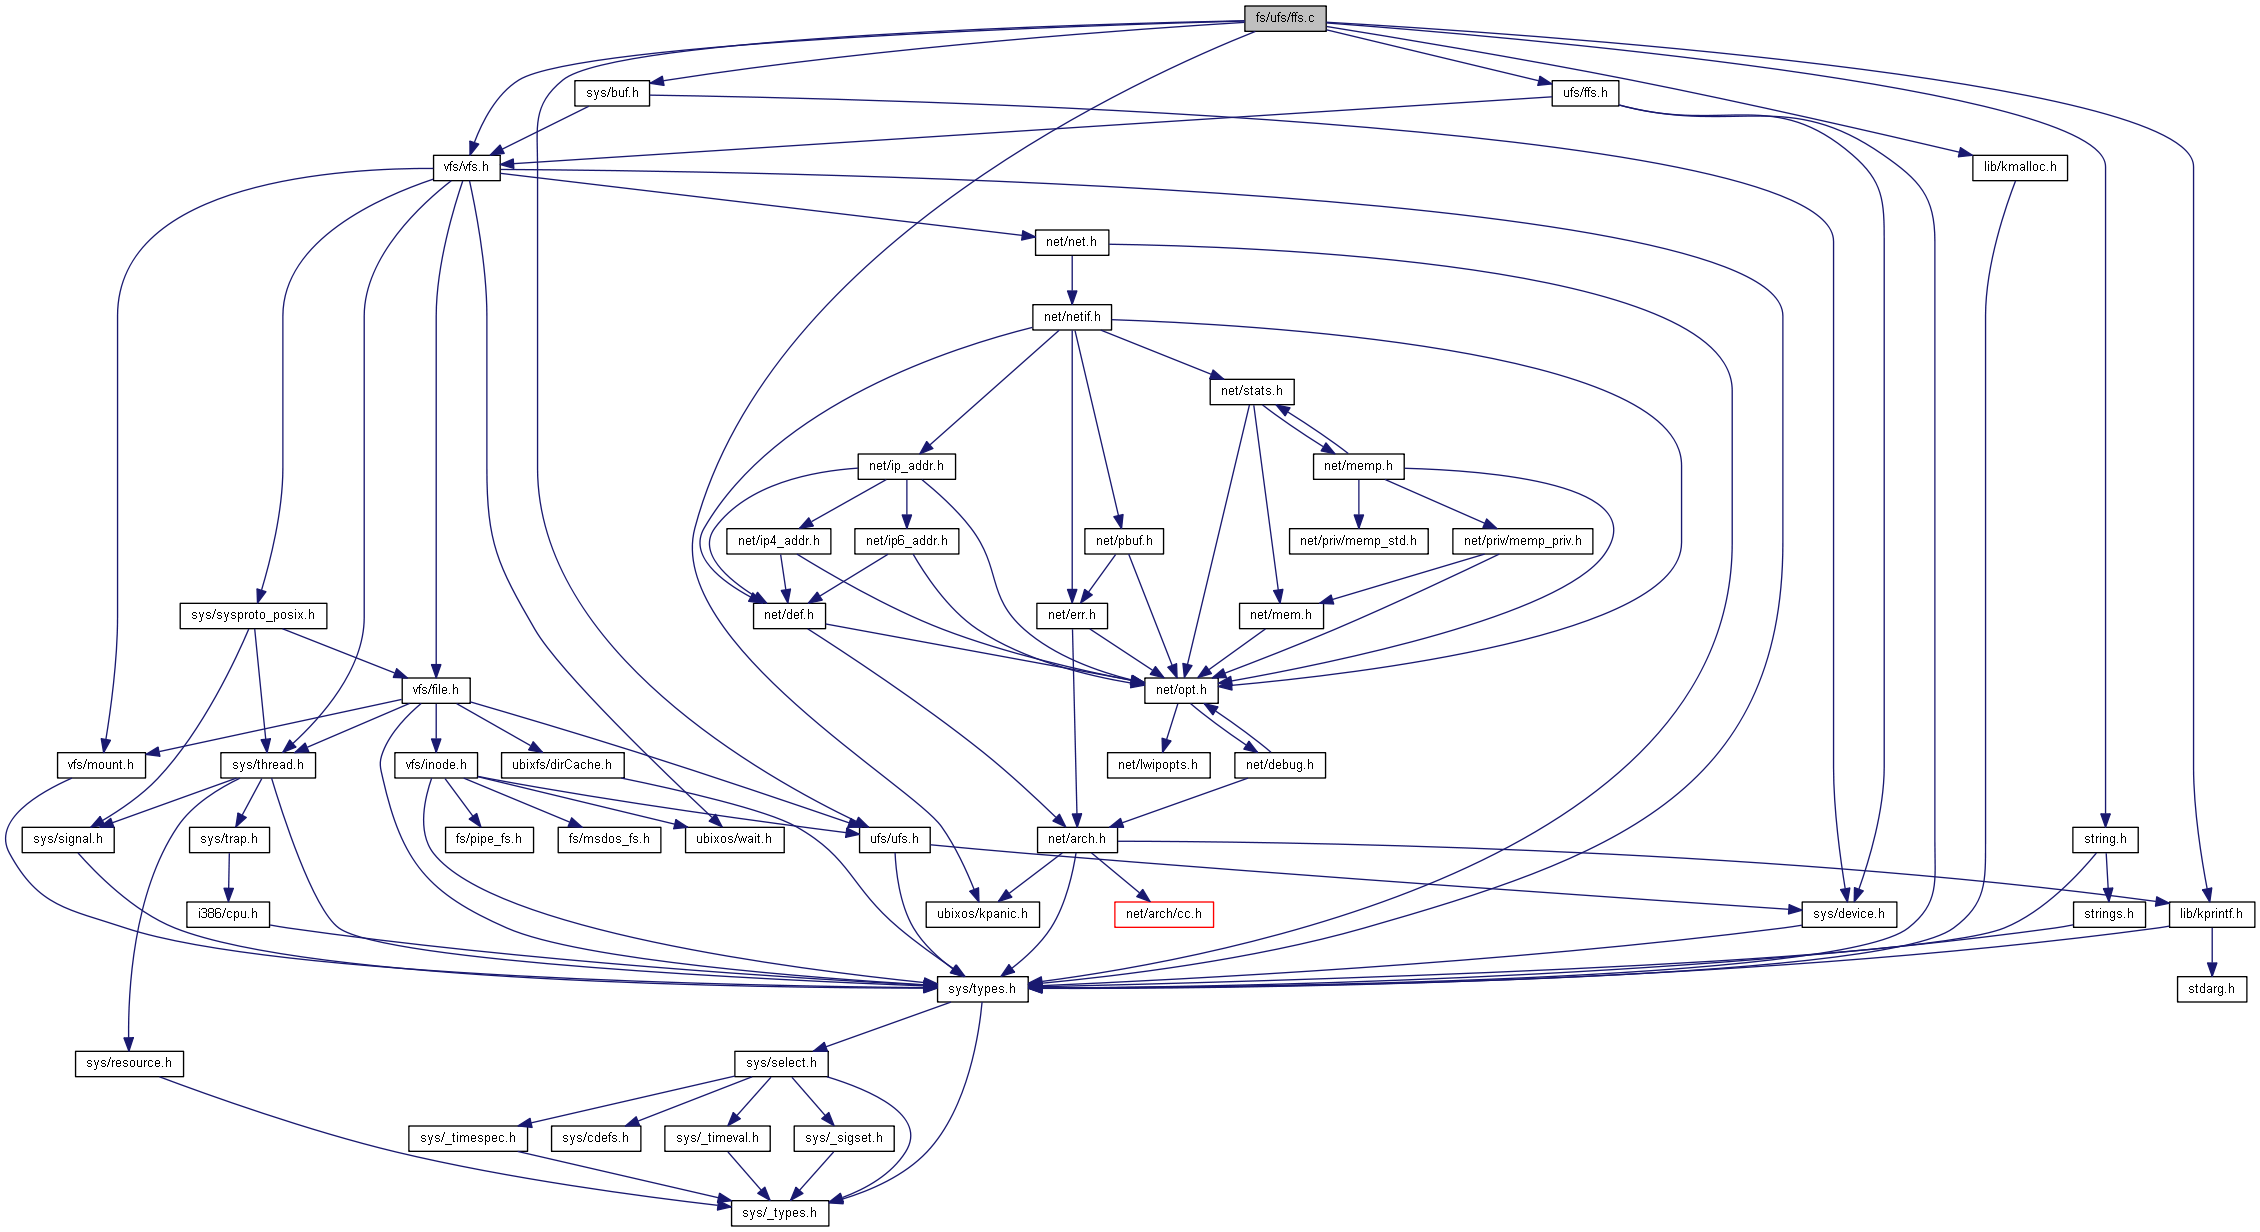 fs/ufs/ffs.c
sys/buf.h
ufs/ffs.h
vfs/vfs.h
lib/kmalloc.h
net/net.h
net/netif.h
net/stats.h
net/ip_addr.h
net/memp.h
net/ip4_addr.h
net/ip6_addr.h
net/pbuf.h
net/priv/memp_std.h
net/priv/memp_priv.h
sys/sysproto_posix.h
net/def.h
net/err.h
net/mem.h
vfs/file.h
net/opt.h
vfs/mount.h
sys/thread.h
vfs/inode.h
ubixfs/dirCache.h
net/lwipopts.h
net/debug.h
sys/signal.h
sys/trap.h
fs/pipe_fs.h
fs/msdos_fs.h
ubixos/wait.h
ufs/ufs.h
net/arch.h
string.h
i386/cpu.h
ubixos/kpanic.h
net/arch/cc.h
sys/device.h
strings.h
lib/kprintf.h
sys/types.h
stdarg.h
sys/resource.h
sys/select.h
sys/_timespec.h
sys/cdefs.h
sys/_timeval.h
sys/_sigset.h
sys/_types.h